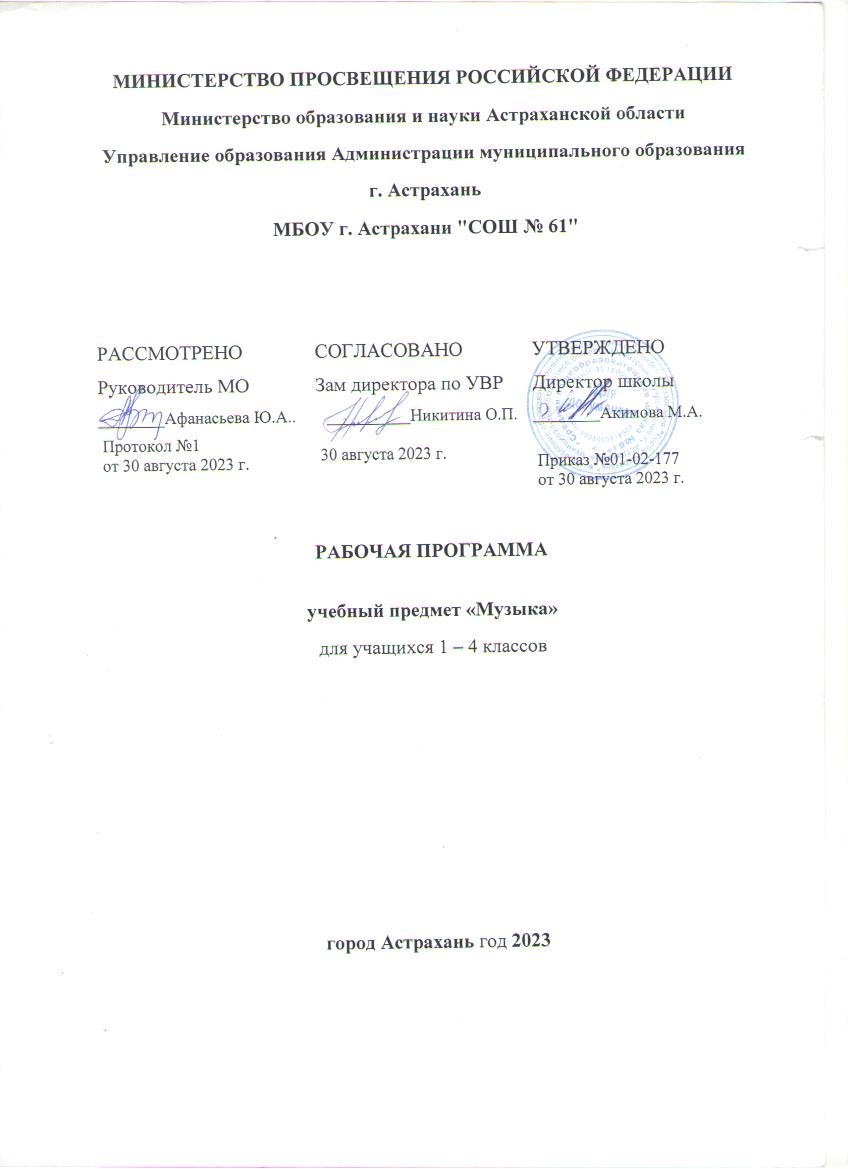 МИНИСТЕРСТВО ПРОСВЕЩЕНИЯ РОССИЙСКОЙ ФЕДЕРАЦИИ
Министерство образования и науки Астраханской области
Управление образования Администрации муниципального образования
г. Астрахань
МБОУ г. Астрахани "СОШ № 61"
РАССМОТРЕНО
Руководитель МО
Афанасьева Ю.А..
Протокол №1
от 30 августа 2023 г.
СОГЛАСОВАНО
Зам директора по УВР
Никитина О.П.
30 августа 2023 г.
УТВЕРЖДЕНО
Директор школы
Акимова М.А.
Приказ №01-02-177
от 30 августа 2023 г.
РАБОЧАЯ ПРОГРАММА
учебный предмет «Музыка»
для учащихся 1 – 4 классов
город Астрахань год 2023